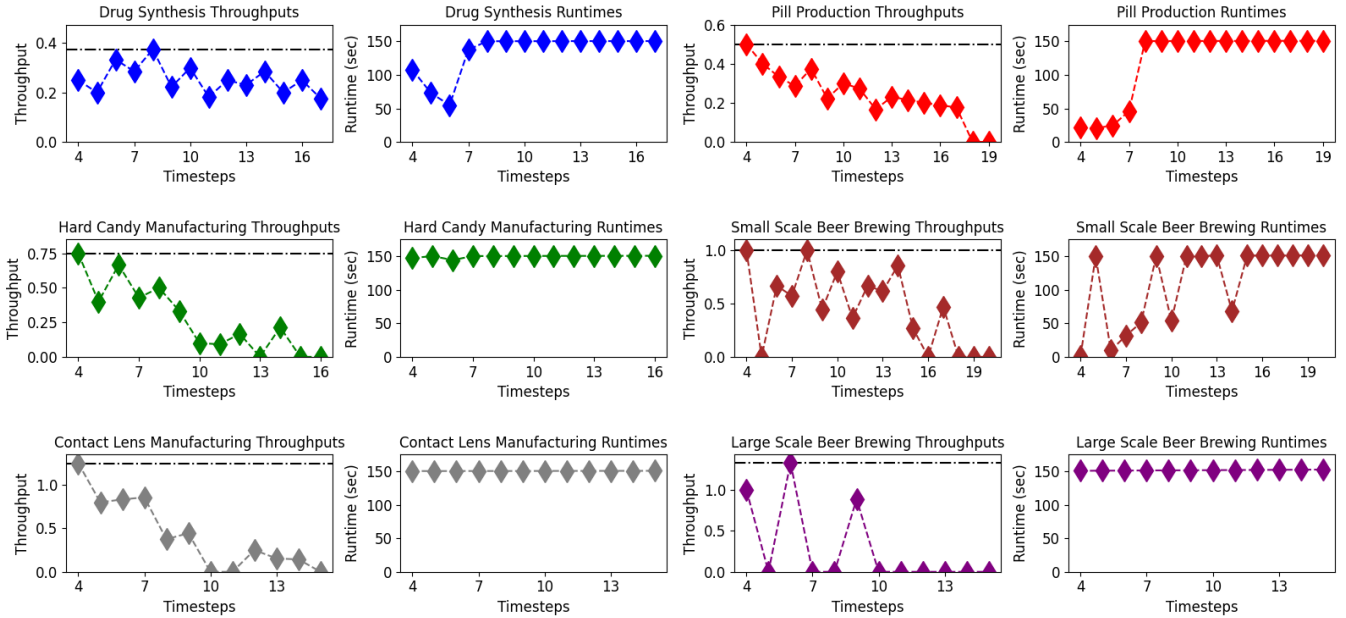 Drug Synthesis Throughputs
Throughput
0.4
0.2
0.0
4 7 10 13 16
Timesteps
Drug Synthesis Runtimes
Runtime (sec)
150
100
50
0
4 7 10 13 16
Timesteps
Pill Production Throughputs
Throughput
0.6
0.4
0.2
0.0
4 7 10 13 16 19
Timesteps
Pill Production Runtimes
Runtime (sec)
150
100
50
0
4 7 10 13 16 19
Timesteps
Hard Candy Manufacturing Throughputs
Throughput
0.75
0.50
0.25
0.00
4 7 10 13 16
Timesteps
Hard Candy Manufacturing Runtimes
Runtime (sec)
150
100
50
0
4 7 10 13 16
Timesteps
Small Scale Beer Brewing Throughputs
Throughput
1.0
0.5
0.0
4 7 10 13 16 19
Timesteps
Small Scale Beer Brewing Runtimes
Runtime (sec)
150
100
50
0
4 7 10 13 16 19
Timesteps
Contact Lens Manufacturing Throughputs
Throughput
1.0
0.5
0.0
4 7 10 13
Timesteps
Contact Lens Manufacturing Runtimes
Runtime (sec)
150
100
50
0
4 7 10 13
Timesteps
Large Scale Beer Brewing Throughputs
Throughput
1.0
0.5
0.0
4 7 10 13
Timesteps
Large Scale Beer Brewing Runtimes
Runtime (sec)
150
100
50
0
4 7 10 13
Timesteps